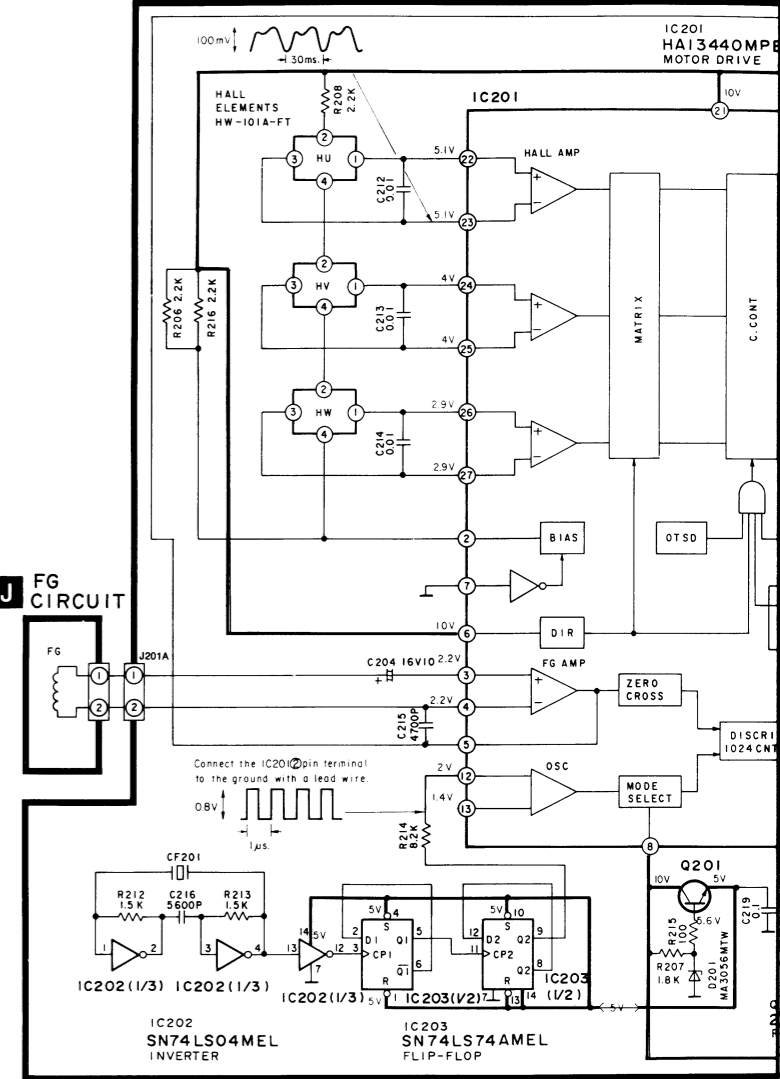 100mV
30ms.
IC201
HA13440MPE
MOTOR DRIVE
HALL
ELEMENTS
HW-101A-FT
R208
2.2K
IC201
10V
21
2
3 HU 1
4
5.1V 22
HALL AMP
+
−
C212
0.01
5.1V 23
2
3 HV 1
4
4V 24
+
−
C213
0.01
4V 25
R206 2.2K
R216 2.2K
MATRIX
C.CONT
2
3 HW 1
4
2.9V 26
+
−
C214
0.01
2.9V 27
2
BIAS
OTSD
7
10V
6
DIR
J FG
CIRCUIT
FG
J201A
1 1
2 2
C204 16V10
+
2.2V
3
FG AMP
+
−
ZERO
CROSS
2.2V
4
C215
4700P
5
DISCRI
1024CNT
Connect the IC201②pin terminal
to the ground with a lead wire.
0.8V
1μs.
2V 12
OSC
1.4V
13
MODE
SELECT
R214
8.2K
8
Q201
10V 5V
5.6V
R215
100
R207
1.8K
D201
MA3056MTW
C219
0.1
CF201
R212
1.5K
C216
5600P
R213
1.5K
1 2
3 4
13 14 5V 12
7
IC202(1/3) IC202(1/3)
IC202(1/3)
5V 4
S
2 D1 Q1 5
3 CP1
Q1 6
R
5V 1
IC203(1/2)
5V 10
S
12 D2 Q2 9
11 CP2
Q2 8
R
7 13 14
IC203
(1/2)
5V
IC202
SN74LS04MEL
INVERTER
IC203
SN74LS74AMEL
FLIP-FLOP